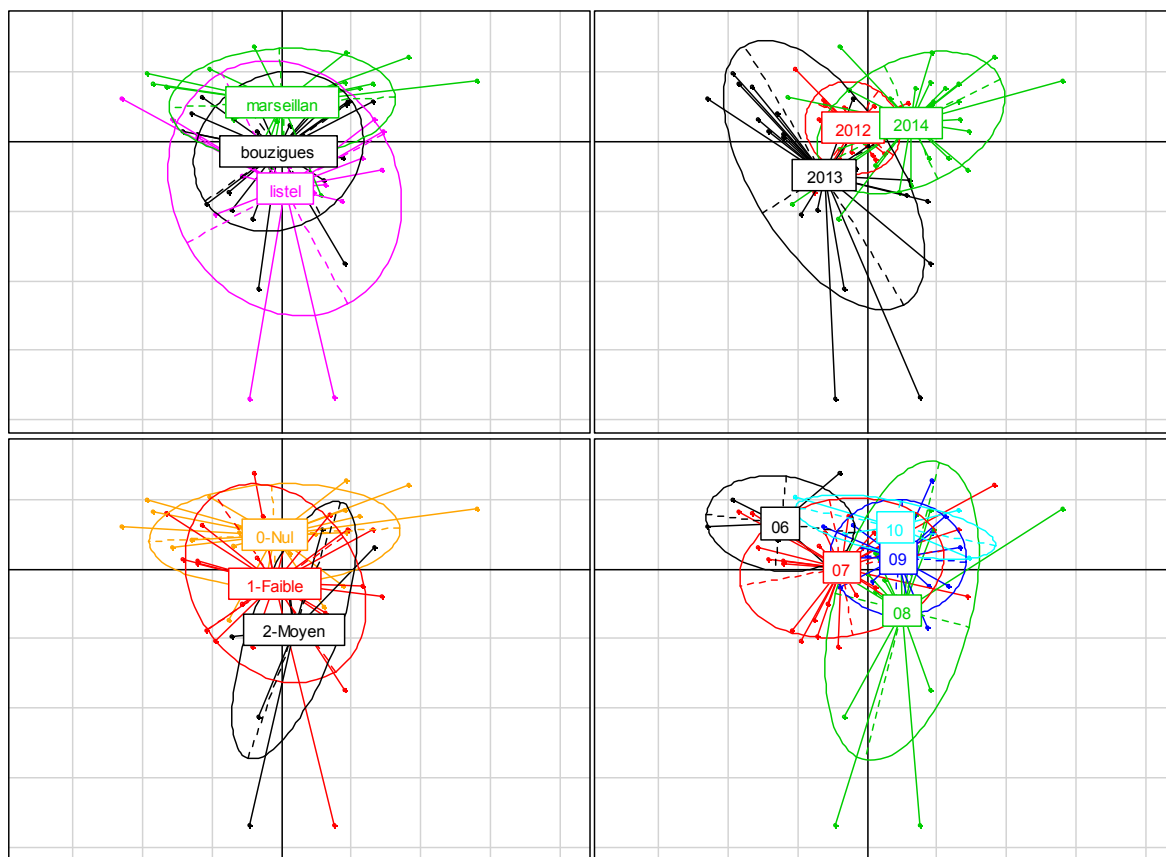 marseillan
bouzigues
listel
2012
2014
2013
0-Nul
1-Faible
2-Moyen
06
10
09
07
08